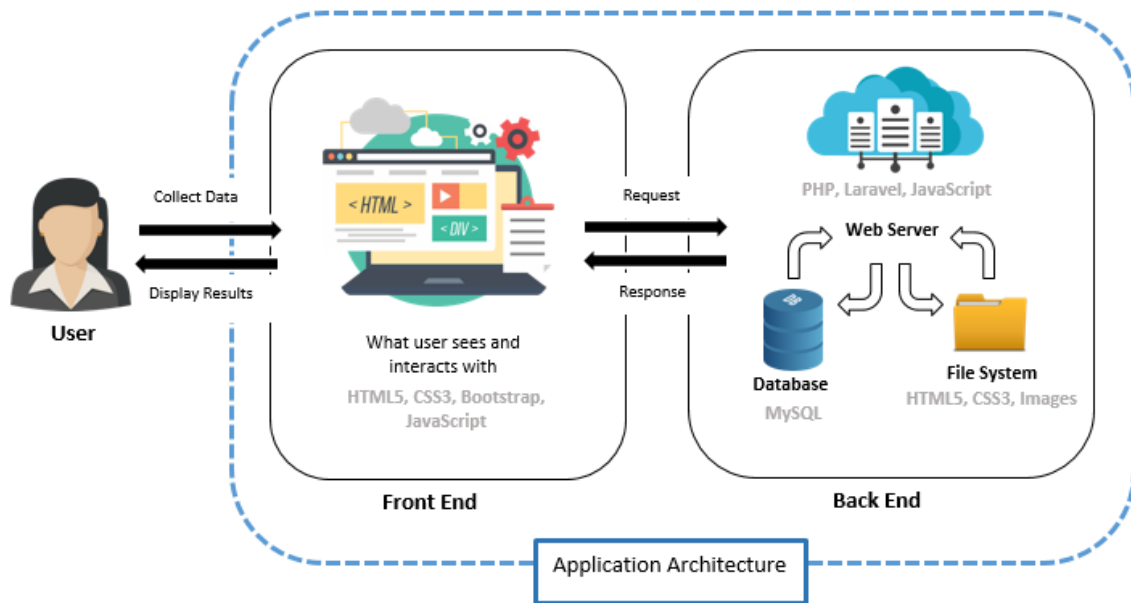 Collect Data
Display Results
User
< HTML >
< DIV >
What user sees and
interacts with
HTML5, CSS3, Bootstrap,
JavaScript
Front End
Request
Response
PHP, Laravel, JavaScript
Web Server
DB
Database
MySQL
File System
HTML5, CSS3, Images
Back End
Application Architecture